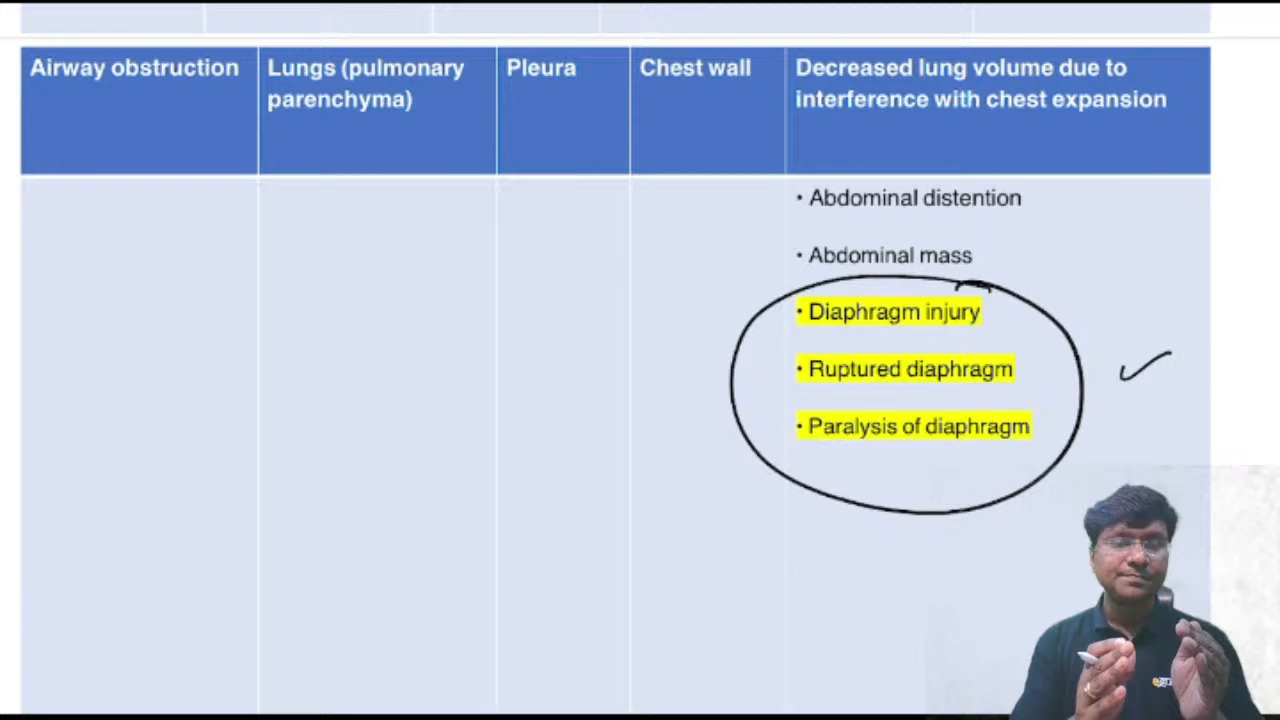 Airway obstruction
Lungs (pulmonary
parenchyma)
Pleura
Chest wall
Decreased lung volume due to
interference with chest expansion
• Abdominal distention
• Abdominal mass
• Diaphragm injury
• Ruptured diaphragm
• Paralysis of diaphragm